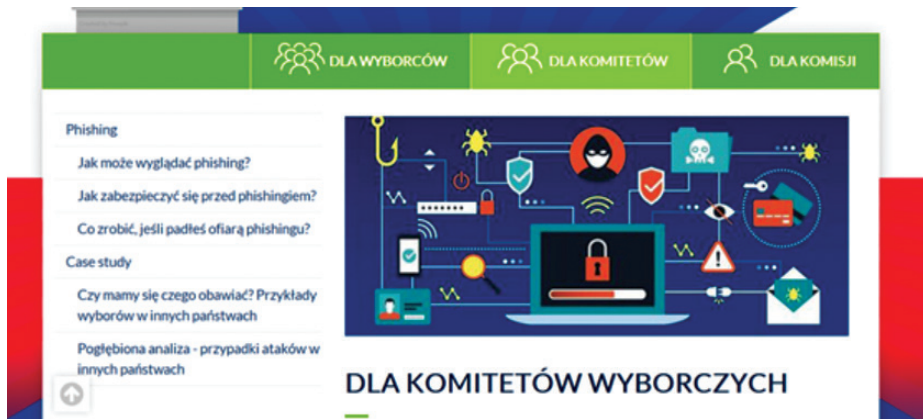 DLA WYBORCÓW
DLA KOMITETÓW
DLA KOMISJI
Phishing
Jak może wyglądać phishing?
Jak zabezpieczyć się przed phishingiem?
Co zrobić, jeśli padłeś ofiarą phishingu?
Case study
Czy mamy się czego obawiać? Przykłady
wyborów w innych państwach
Pogłębiona analiza - przypadki ataków w
innych państwach
DLA KOMITETÓW WYBORCZYCH